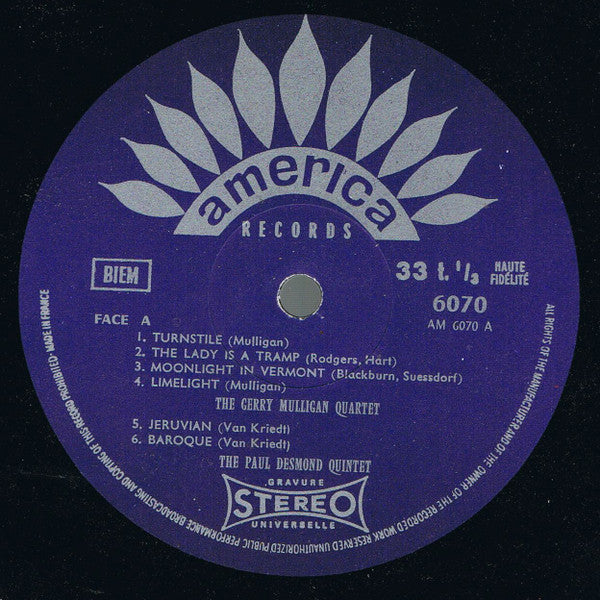 america
RECORDS
BIEM
33 t. 1/3 HAUTE FIDÉLITÉ
6070
AM 6070 A
FACE A
1. TURNSTILE (Mulligan)
2. THE LADY IS A TRAMP (Rodgers, Hart)
3. MOONLIGHT IN VERMONT (Blackburn, Suessdorf)
4. LIMELIGHT (Mulligan)
THE GERRY MULLIGAN QUARTET
5. JERUVIAN (Van Kriedt)
6. BAROQUE (Van Kriedt)
THE PAUL DESMOND QUINTET
GRAVURE
STEREO
UNIVERSELLE
ALL RIGHTS OF THE MANUFACTURER AND OF THE OWNER OF THE RECORDED WORK RESERVED UNAUTHORIZED PUBLIC PERFORMANCE BROADCASTING AND COPYING OF THIS RECORD PROHIBITED · MADE IN FRANCE